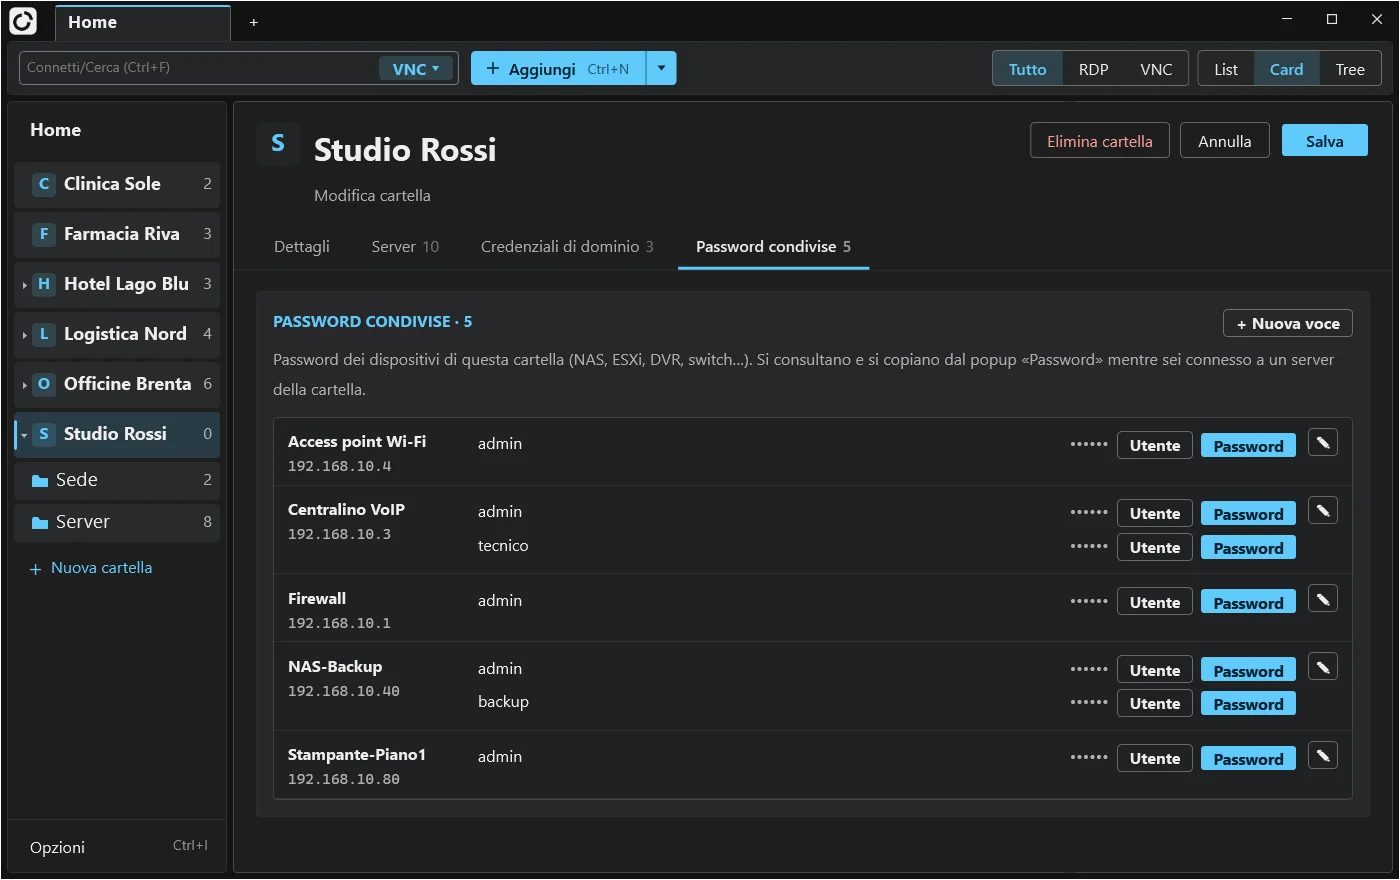 Home +
Connetti/Cerca (Ctrl+F) VNC + Aggiungi Ctrl+N Tutto RDP VNC List Card Tree
Home
C Clinica Sole 2
F Farmacia Riva 3
H Hotel Lago Blu 3
L Logistica Nord 4
O Officine Brenta 6
S Studio Rossi 0
Sede 2
Server 8
+ Nuova cartella
Opzioni Ctrl+I
S Studio Rossi Elimina cartella Annulla Salva
Modifica cartella
Dettagli Server 10 Credenziali di dominio 3 Password condivise 5
PASSWORD CONDIVISE · 5 + Nuova voce
Password dei dispositivi di questa cartella (NAS, ESXi, DVR, switch...). Si consultano e si copiano dal popup «Password» mentre sei connesso a un server
della cartella.
Access point Wi-Fi admin •••••• Utente Password
192.168.10.4
Centralino VoIP admin •••••• Utente Password
192.168.10.3
tecnico •••••• Utente Password
Firewall admin •••••• Utente Password
192.168.10.1
NAS-Backup admin •••••• Utente Password
192.168.10.40
backup •••••• Utente Password
Stampante-Piano1 admin •••••• Utente Password
192.168.10.80